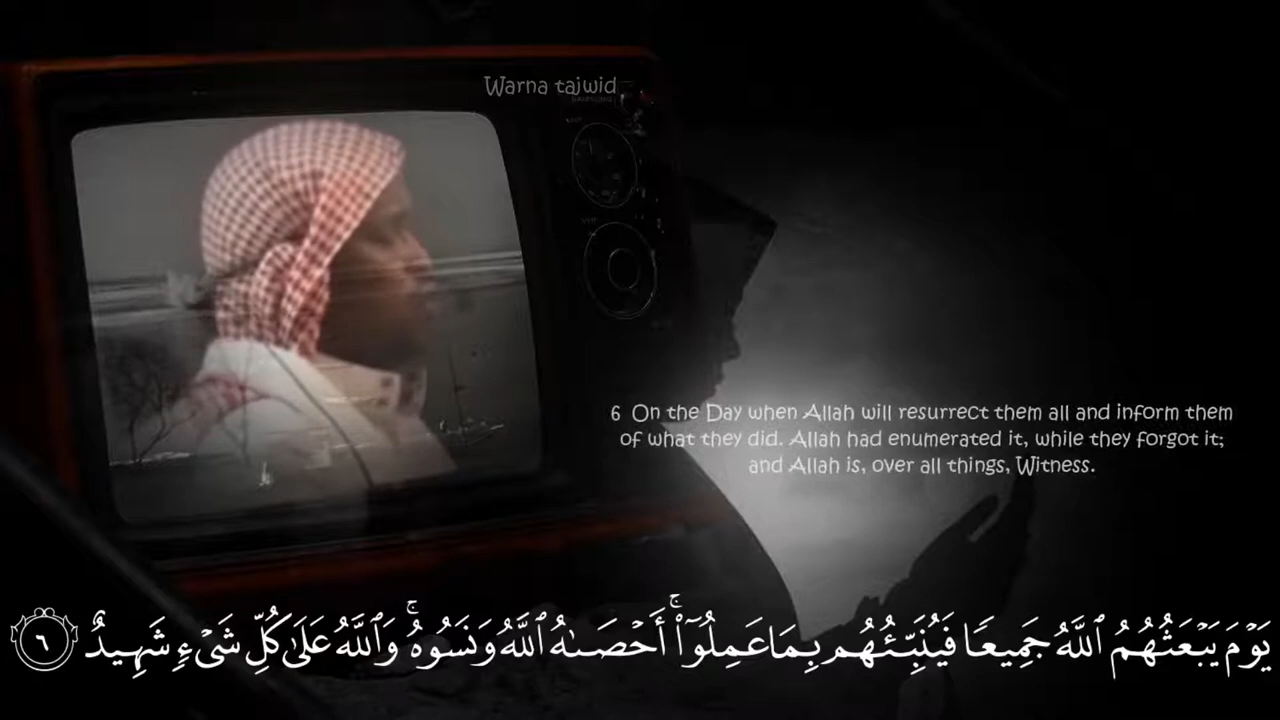 Warna tajwid
6 On the Day when Allah will resurrect them all and inform them
of what they did. Allah had enumerated it, while they forgot it;
and Allah is, over all things, Witness.
يَوْمَ يَبْعَثُهُمُ ٱللَّهُ جَمِيعًا فَيُنَبِّئُهُم بِمَا عَمِلُوٓا۟ ۚ أَحْصَىٰهُ ٱللَّهُ وَنَسُوهُ ۚ وَٱللَّهُ عَلَىٰ كُلِّ شَىْءٍ شَهِيدٌ ٦